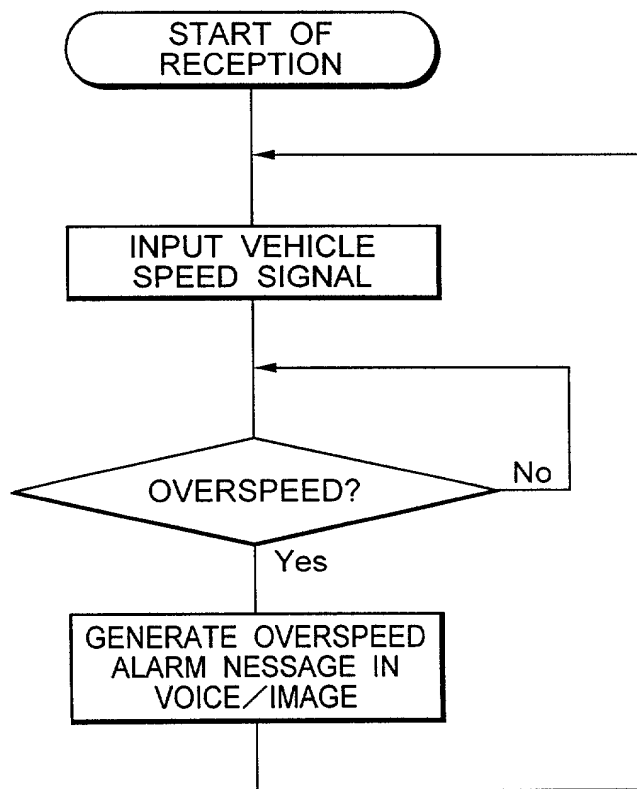 START OF
RECEPTION
INPUT VEHICLE
SPEED SIGNAL
OVERSPEED?
No
Yes
GENERATE OVERSPEED
ALARM NESSAGE IN
VOICE/IMAGE